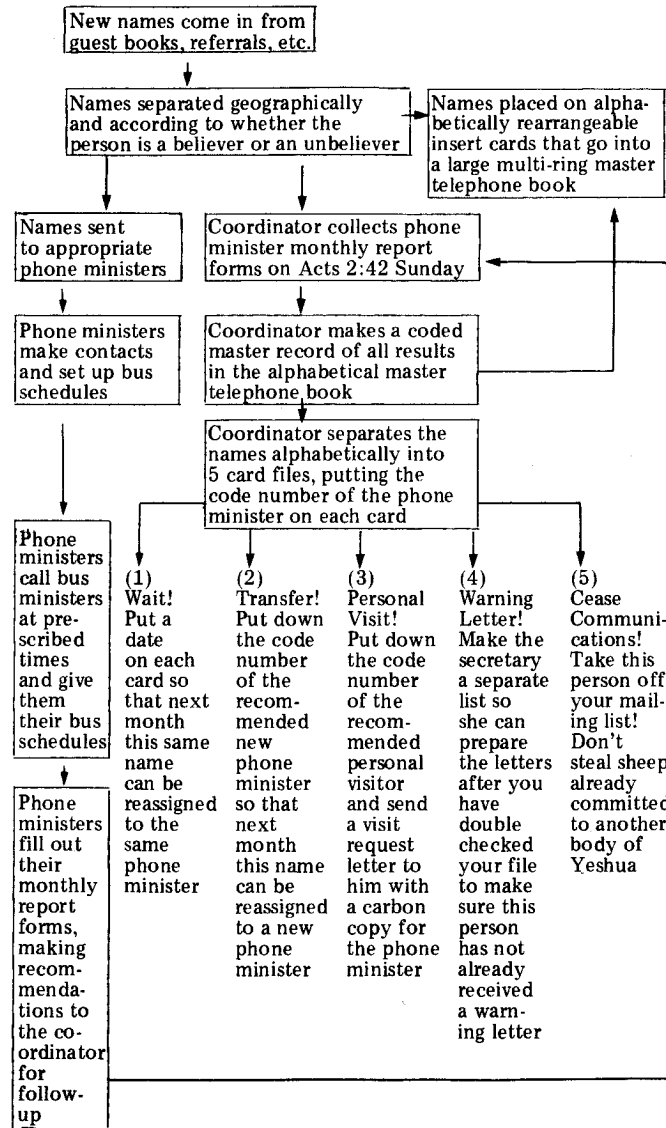 New names come in from
guest books, referrals, etc.
Names separated geographically
and according to whether the
person is a believer or an unbeliever
Names placed on alpha-
betically rearrangeable
insert cards that go into
a large multi-ring master
telephone book
Names sent
to appropriate
phone ministers
Coordinator collects phone
minister monthly report
forms on Acts 2:42 Sunday
Phone ministers
make contacts
and set up bus
schedules
Coordinator makes a coded
master record of all results
in the alphabetical master
telephone book
Coordinator separates the
names alphabetically into
5 card files, putting the
code number of the phone
minister on each card
Phone
ministers
call bus
ministers
at pre-
scribed
times
and give
them
their bus
schedules
Phone
ministers
fill out
their
monthly
report
forms,
making
recom-
menda-
tions to
the co-
ordinator
for
follow-
up
(1)
Wait!
Put a
date
on each
card so
that next
month
this same
name
can be
reassigned
to the
same
phone
minister
(2)
Transfer!
Put down
the code
number
of the
recom-
mended
new
phone
minister
so that
next
month
this name
can be
reassigned
to a new
phone
minister
(3)
Personal
Visit!
Put down
the code
number
of the
recom-
mended
personal
visitor
and send
a visit
request
letter to
him with
a carbon
copy for
the phone
minister
(4)
Warning
Letter!
Make the
secretary
a separate
list so
she can
prepare
the letters
after you
have
double
checked
your file
to make
sure this
person
has not
already
received
a warn-
ing letter
(5)
Cease
Communi-
cations!
Take this
person off
your mail-
ing list!
Don't
steal sheep
already
committed
to another
body of
Yeshua